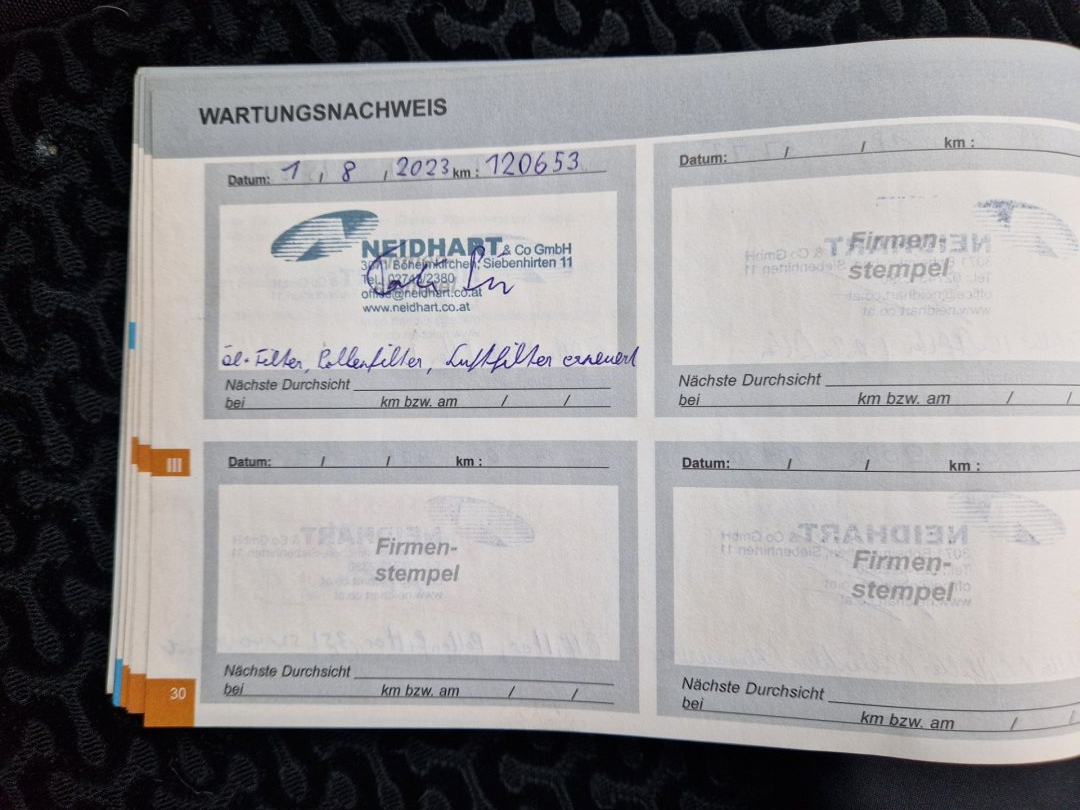 WARTUNGSNACHWEIS
Datum: 1 / 8 / 2023 km : 120653
NEIDHART & Co GmbH
3071 Böheimkirchen, Siebenhirten 11
Tel. 02743/2380
office@neidhart.co.at
www.neidhart.co.at
Öl-Filter, Pollenfilter, Luftfilter erneuert
Nächste Durchsicht
bei km bzw. am / /
Datum: / / km :
Firmen-
stempel
Nächste Durchsicht
bei km bzw. am / /
III
Datum: / / km :
Firmen-
stempel
Nächste Durchsicht
bei km bzw. am / /
Datum: / / km :
Firmen-
stempel
Nächste Durchsicht
bei km bzw. am / /
30